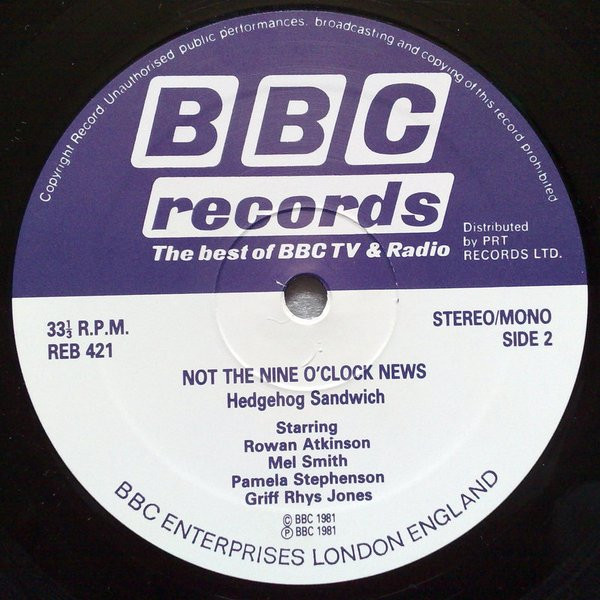 Copyright Record Unauthorised public performances. broadcasting and copying of this record prohibited
BBC
records
The best of BBC TV & Radio
Distributed
by PRT
RECORDS LTD.
33⅓ R.P.M.
REB 421
STEREO/MONO
SIDE 2
NOT THE NINE O'CLOCK NEWS
Hedgehog Sandwich
Starring
Rowan Atkinson
Mel Smith
Pamela Stephenson
Griff Rhys Jones
© BBC 1981
℗ BBC 1981
BBC ENTERPRISES LONDON ENGLAND